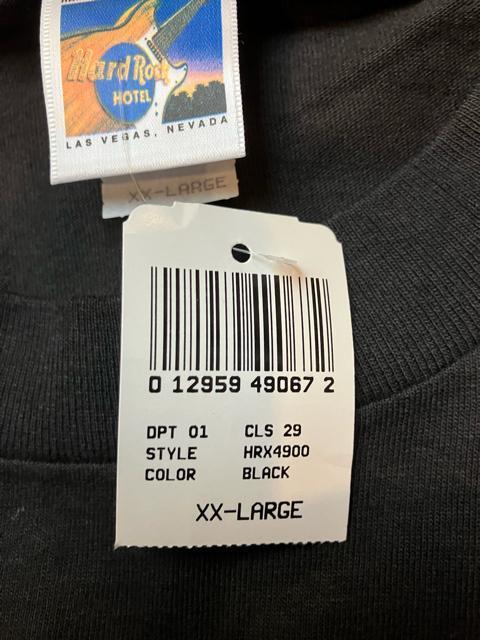 Hard Rock
HOTEL
LAS VEGAS, NEVADA
XX-LARGE
0 12959 49067 2
DPT 01 CLS 29
STYLE HRX4900
COLOR BLACK
XX-LARGE